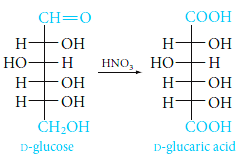 CH=O COOH
H OH H OH
HO H HNO₃ HO H
H OH H OH
H OH H OH
CH₂OH COOH
D-glucose D-glucaric acid